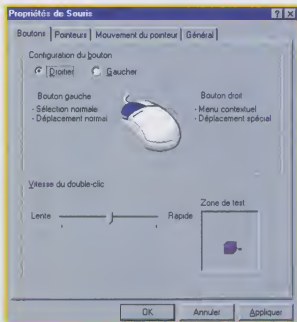 Propriétés de Souris
Boutons Pointeurs Mouvement du pointeur Général
Configuration du bouton
Droitier Gaucher
Bouton gauche
- Sélection normale
- Déplacement normal
Bouton droit
- Menu contextuel
- Déplacement spécial
Vitesse du double-clic
Lente Rapide
Zone de test
OK Annuler Appliquer